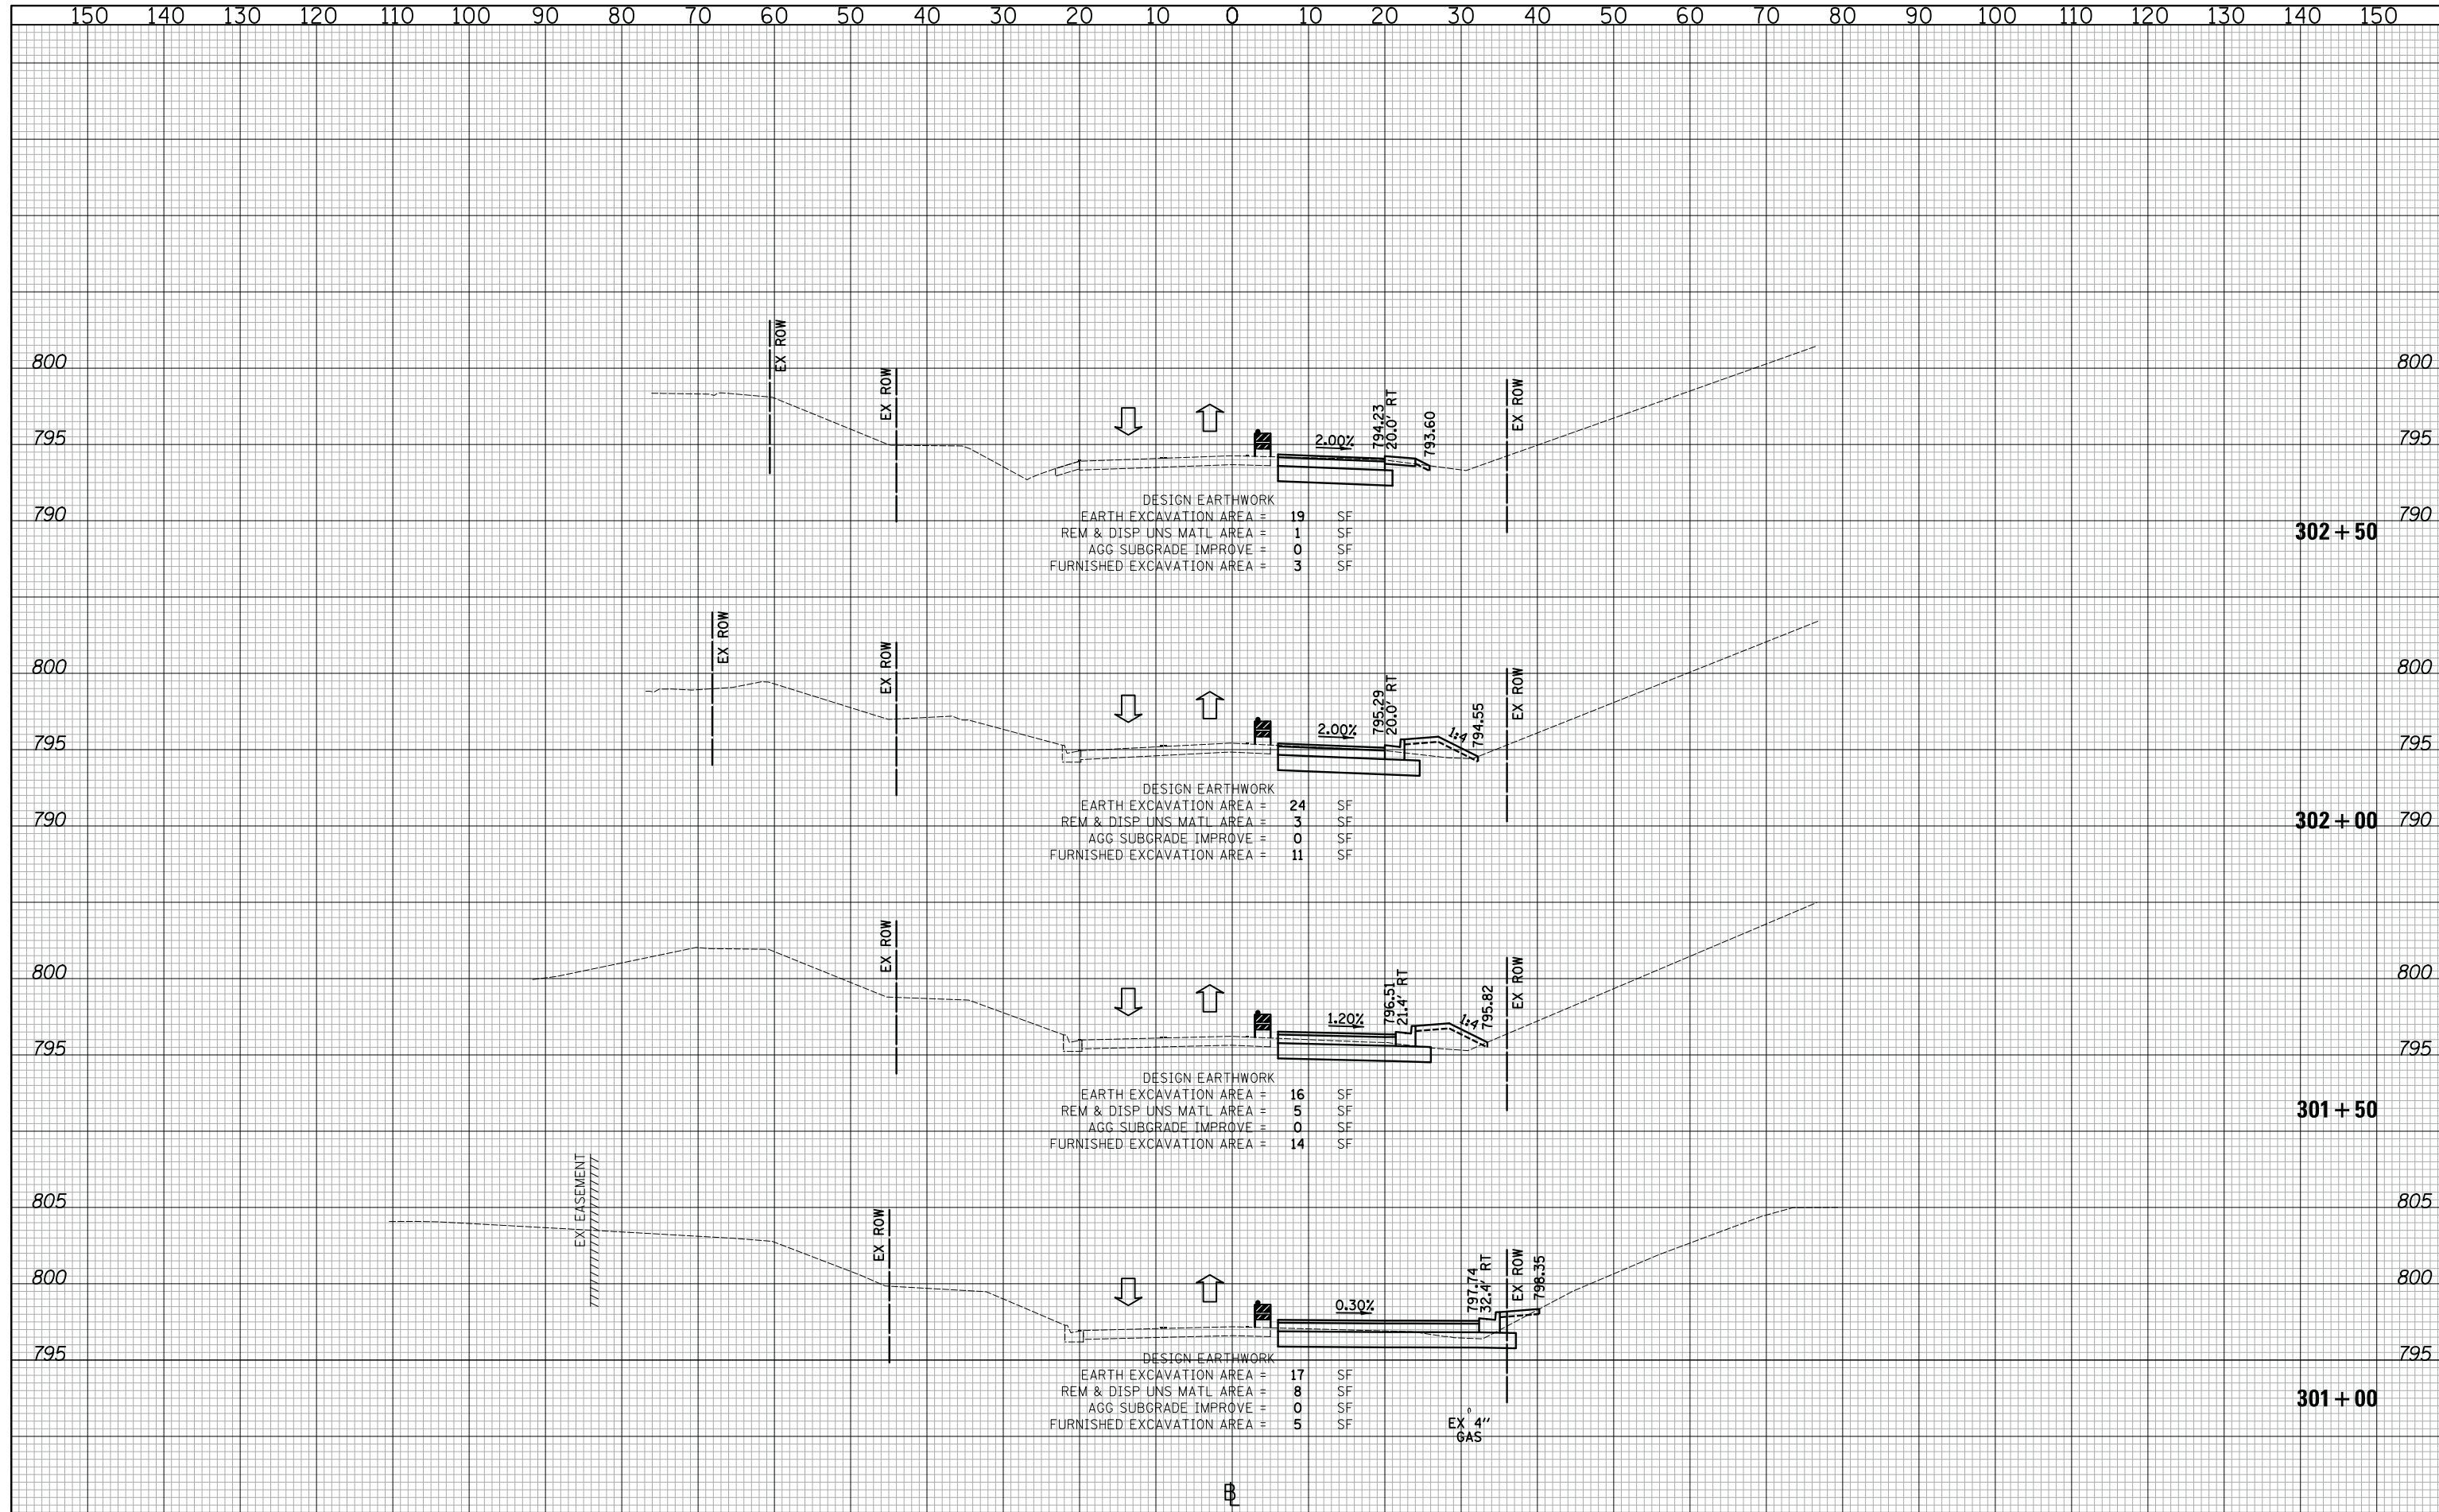 150 140 130 120 110 100 90 80 70 60 50 40 30 20 10 0 10 20 30 40 50 60 70 80 90 100 110 120 130 140 150
EX ROW
EX ROW
EX ROW
800 800
795 795
790 790
794.23
20.0' RT
793.60
2.00%
DESIGN EARTHWORK
EARTH EXCAVATION AREA = 19 SF
REM & DISP UNS MATL AREA = 1 SF
AGG SUBGRADE IMPROVE = 0 SF
FURNISHED EXCAVATION AREA = 3 SF
302+50
EX ROW
EX ROW
EX ROW
800 800
795 795
790 790
795.29
20.0' RT
794.55
2.00%
1:4
DESIGN EARTHWORK
EARTH EXCAVATION AREA = 24 SF
REM & DISP UNS MATL AREA = 3 SF
AGG SUBGRADE IMPROVE = 0 SF
FURNISHED EXCAVATION AREA = 11 SF
302+00
EX ROW
EX ROW
800 800
795 795
796.51
21.4' RT
795.82
1.20%
1:4
DESIGN EARTHWORK
EARTH EXCAVATION AREA = 16 SF
REM & DISP UNS MATL AREA = 5 SF
AGG SUBGRADE IMPROVE = 0 SF
FURNISHED EXCAVATION AREA = 14 SF
301+50
EX EASEMENT
EX ROW
EX ROW
805 805
800 800
795 795
797.74
32.4' RT
798.35
0.30%
DESIGN EARTHWORK
EARTH EXCAVATION AREA = 17 SF
REM & DISP UNS MATL AREA = 8 SF
AGG SUBGRADE IMPROVE = 0 SF
FURNISHED EXCAVATION AREA = 5 SF
301+00
EX 4"
GAS
BL